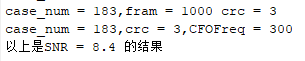 case_num = 183,fram = 1000 crc = 3
case_num = 183,crc = 3,CFOFreq = 300
以上是SNR = 8.4 的结果